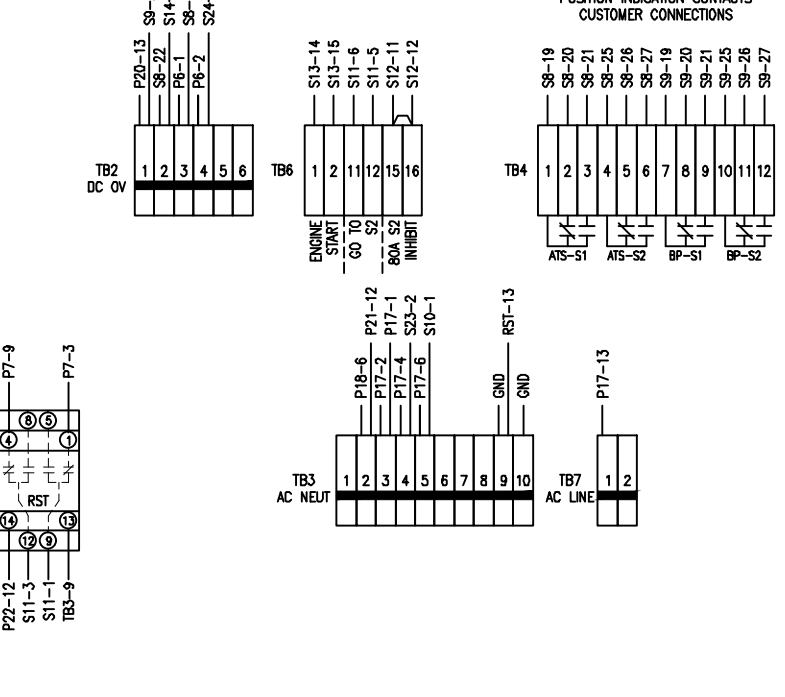 CUSTOMER CONNECTIONS
P20-13
S8-22
P6-1
P6-2
S13-14
S13-15
S11-6
S11-5
S12-11
S12-12
S8-19
S8-20
S8-21
S8-25
S8-26
S8-27
S9-19
S9-20
S9-21
S9-25
S9-26
S9-27
TB2
DC 0V
1 2 3 4 5 6
TB6
1 2 11 12 15 16
TB4
1 2 3 4 5 6 7 8 9 10 11 12
ENGINE
START
GO TO
S2
80A S2
INHIBIT
ATS-S1
ATS-S2
BP-S1
BP-S2
P18-6
P21-12
P17-2
P17-1
P17-4
S23-2
P17-6
S10-1
GND
RST-13
GND
P17-13
TB3
AC NEUT
1 2 3 4 5 6 7 8 9 10
TB7
AC LINE
1 2
P7-9
P7-3
8 5
4 1
RST
14 13
12 9
P22-12
S11-3
S11-1
TB3-9